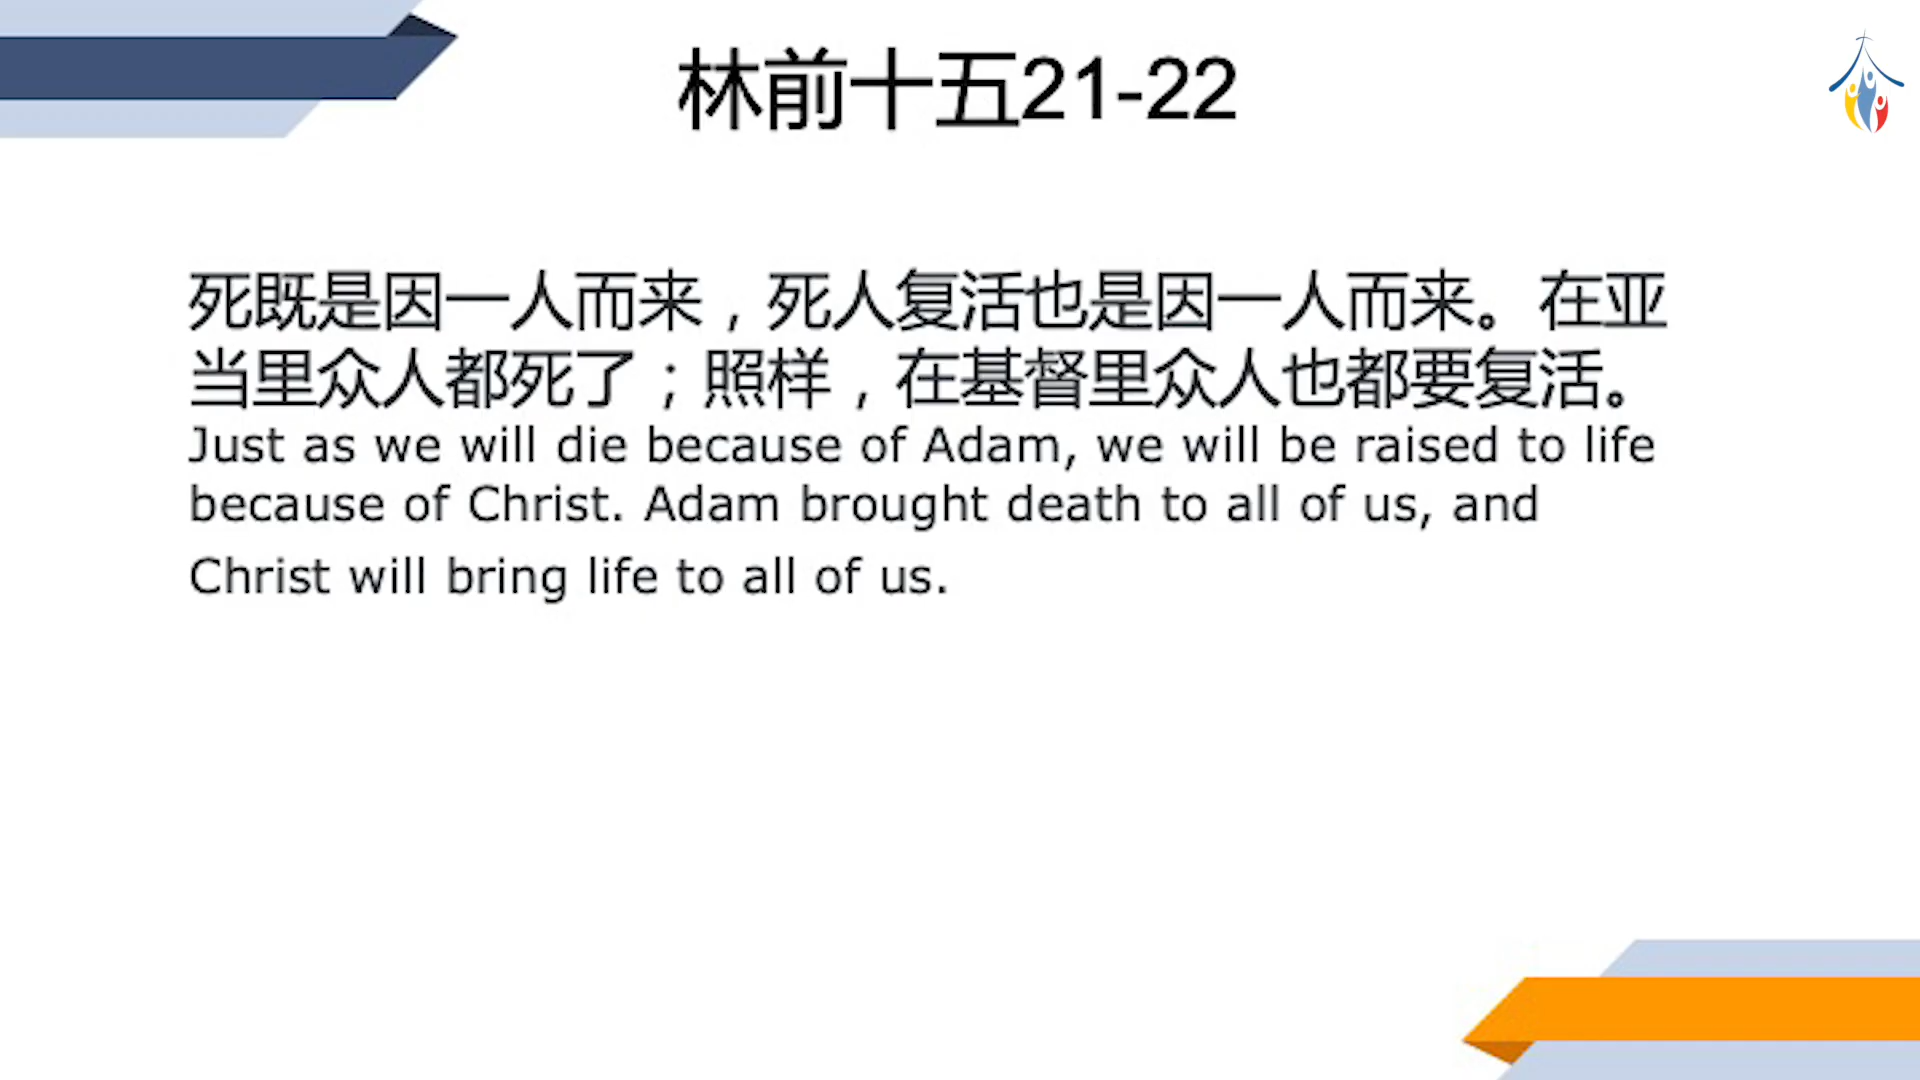 林前十五21-22
死既是因一人而来，死人复活也是因一人而来。在亚
当里众人都死了；照样，在基督里众人也都要复活。
Just as we will die because of Adam, we will be raised to life
because of Christ. Adam brought death to all of us, and
Christ will bring life to all of us.